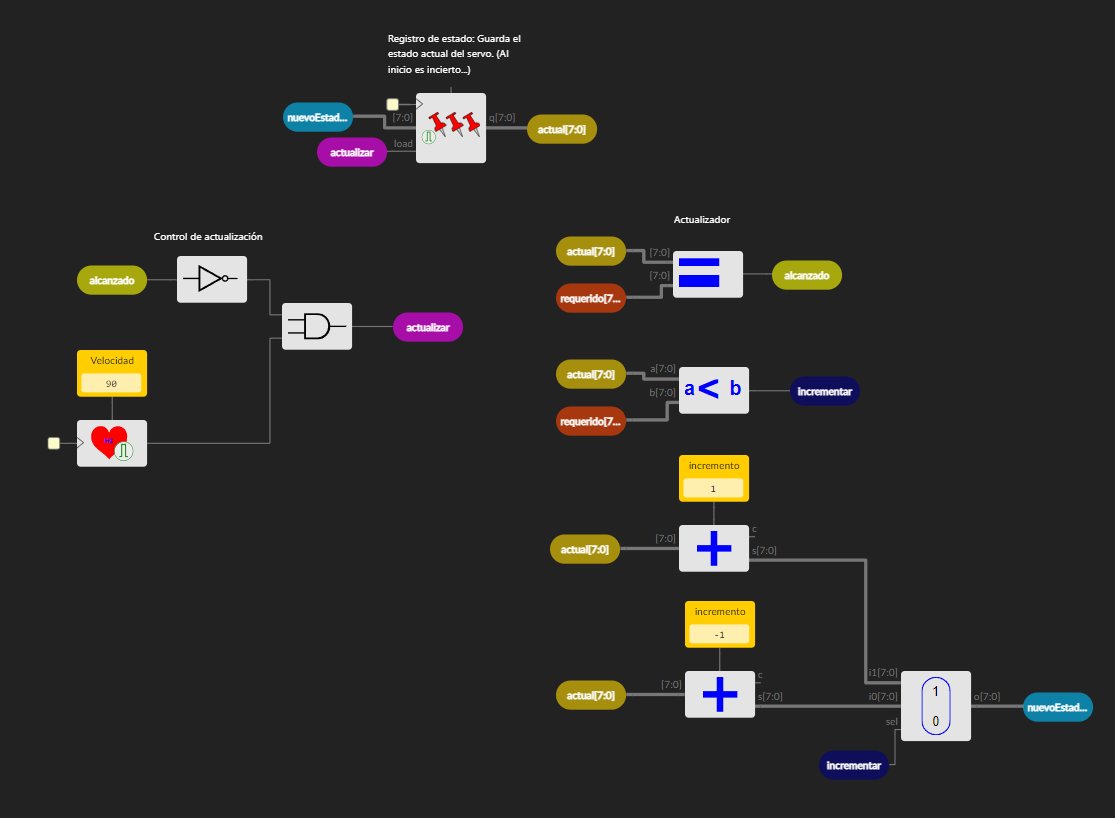 Registro de estado: Guarda el
estado actual del servo. (Al
inicio es incierto...)
nuevoEstad...
[7:0]
q[7:0]
actual[7:0]
actualizar
load
Control de actualización
alcanzado
actualizar
Velocidad
90
Hz
Actualizador
actual[7:0]
[7:0]
[7:0]
requerido[7...
alcanzado
actual[7:0]
a[7:0]
b[7:0]
requerido[7...
a < b
incrementar
incremento
1
actual[7:0]
[7:0]
+
c
s[7:0]
incremento
-1
actual[7:0]
[7:0]
+
c
s[7:0]
i1[7:0]
i0[7:0]
sel
1
0
o[7:0]
nuevoEstad...
incrementar